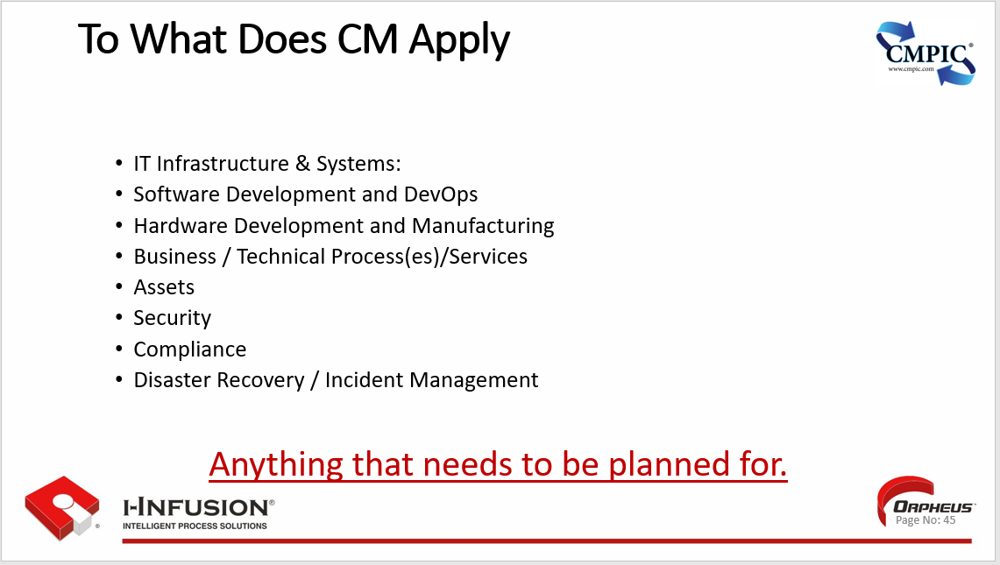 To What Does CM Apply
CMPIC®
www.cmpic.com
• IT Infrastructure & Systems:
• Software Development and DevOps
• Hardware Development and Manufacturing
• Business / Technical Process(es)/Services
• Assets
• Security
• Compliance
• Disaster Recovery / Incident Management
Anything that needs to be planned for.
®
I-INFUSION®
INTELLIGENT PROCESS SOLUTIONS
ORPHEUS™
Page No: 45